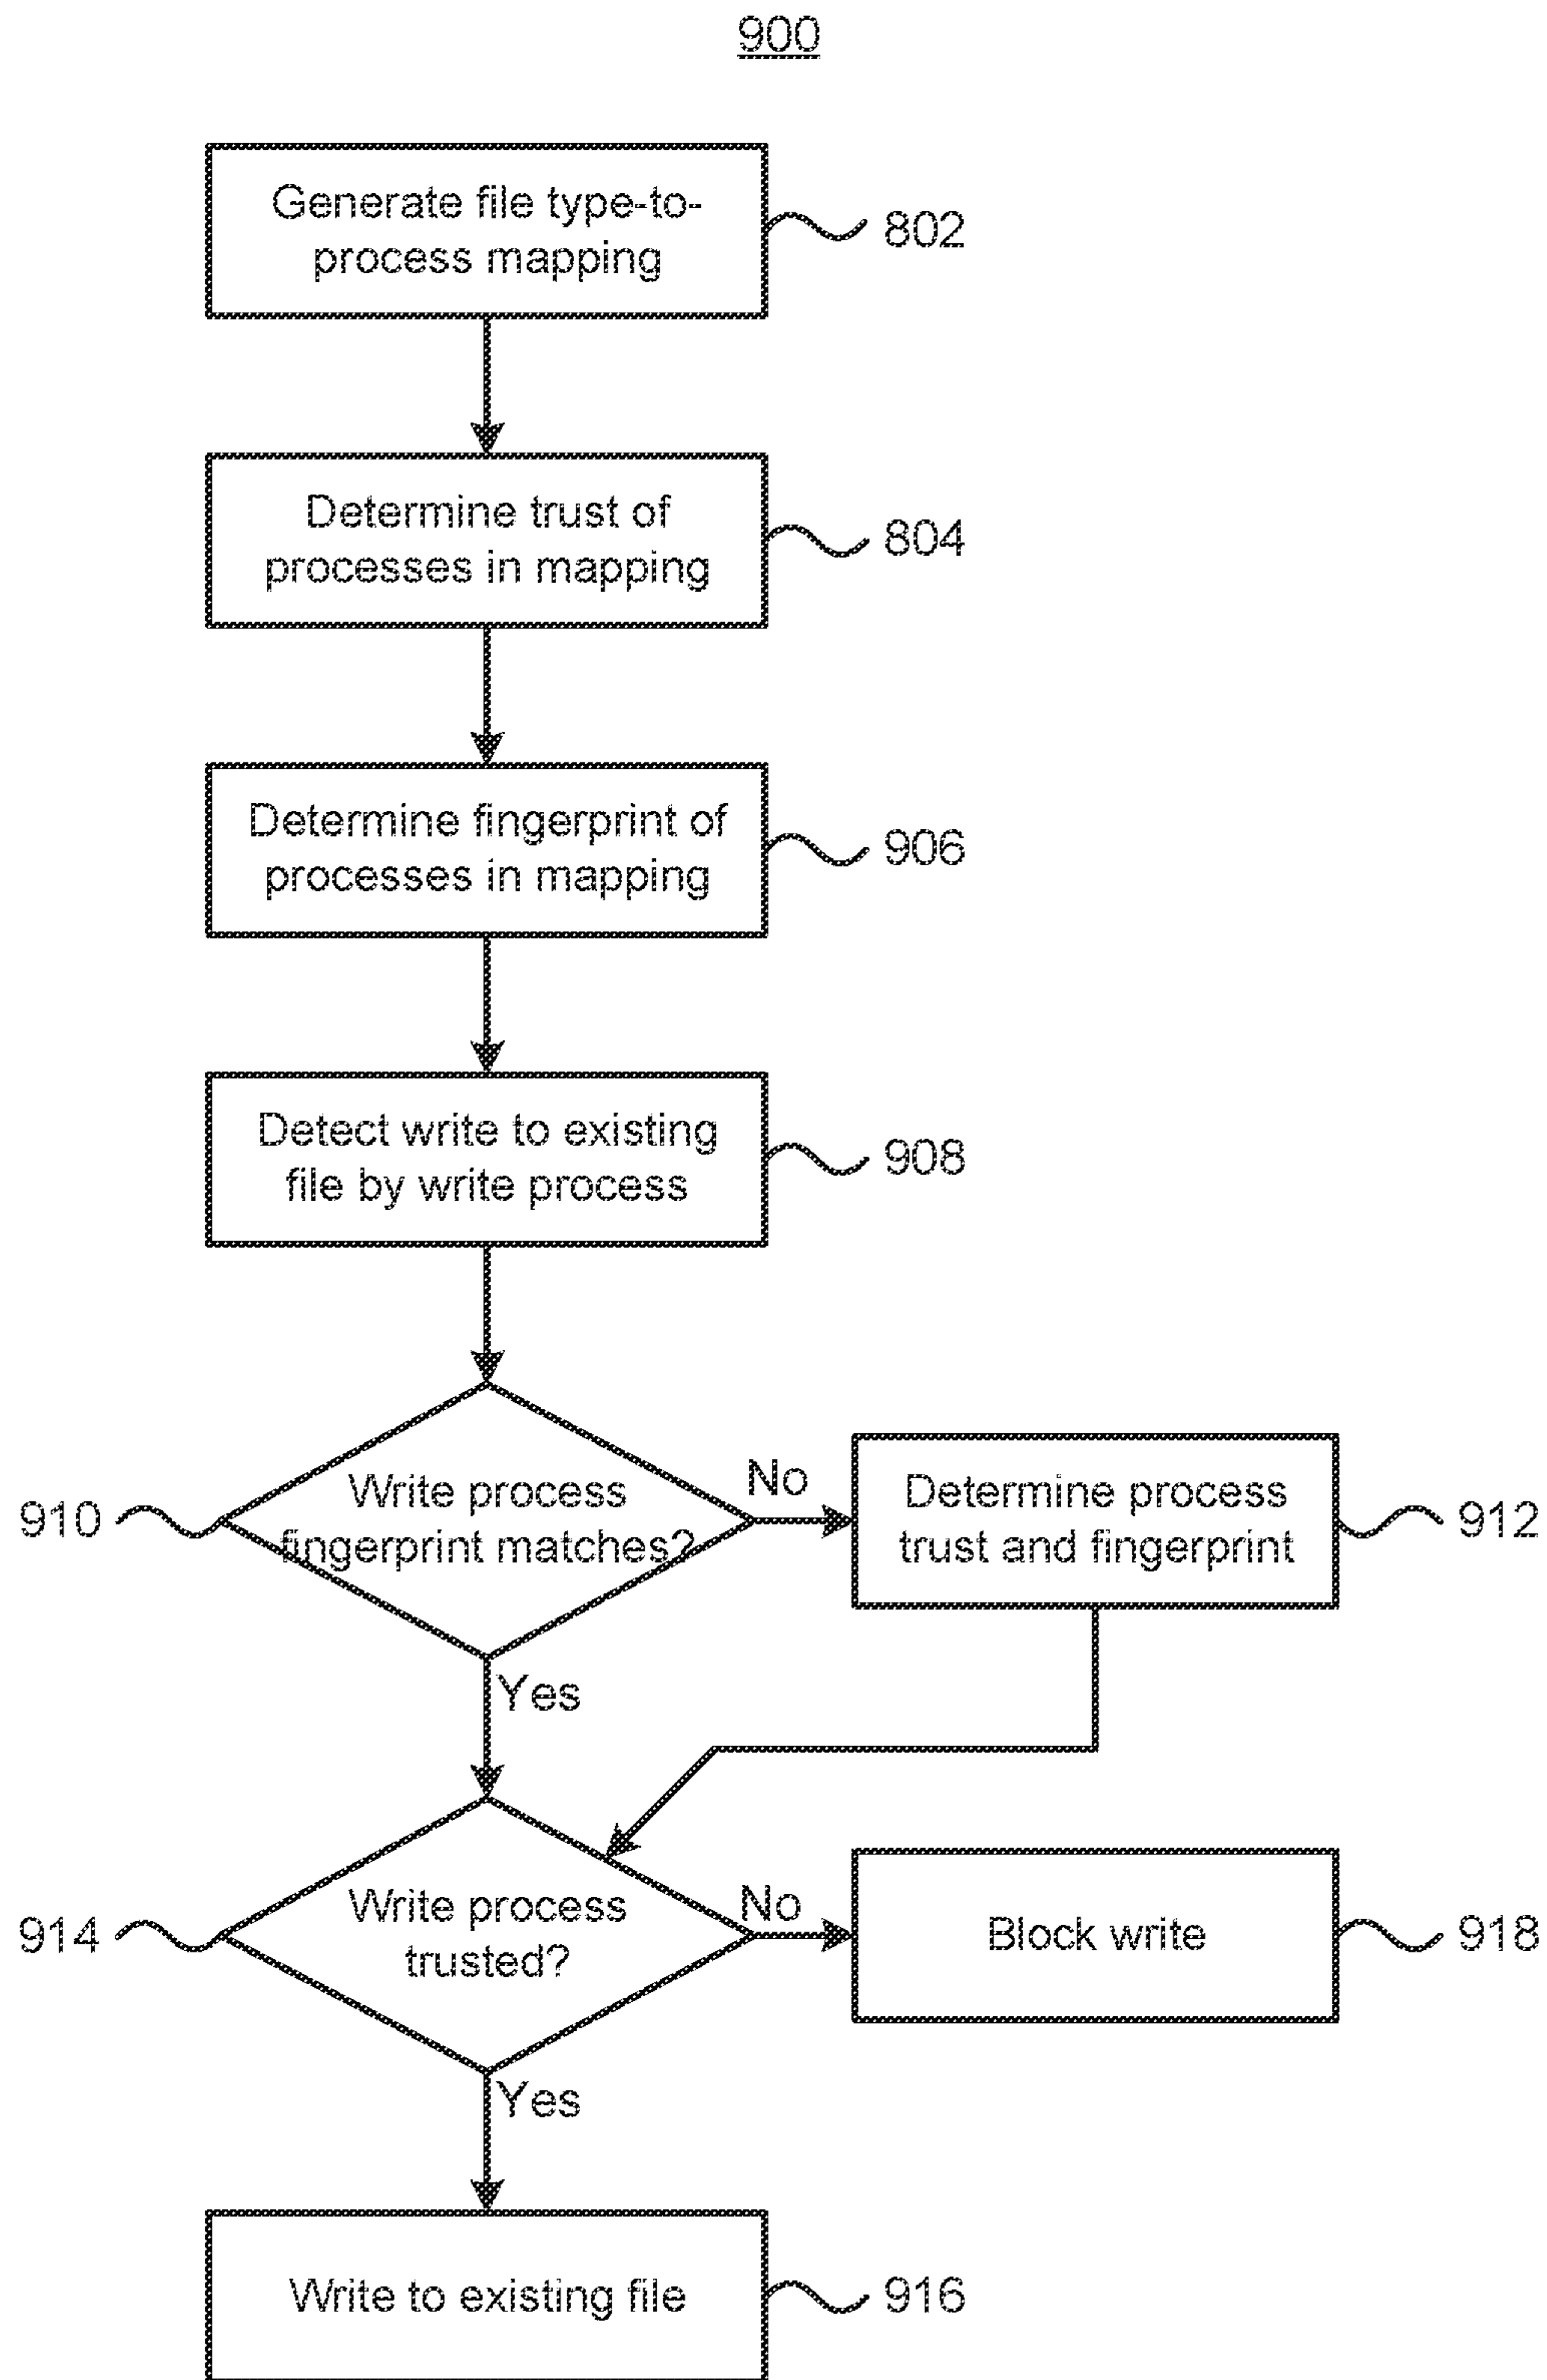 900
Generate file type-to-
process mapping
802
Determine trust of
processes in mapping
804
Determine fingerprint of
processes in mapping
906
Detect write to existing
file by write process
908
Write process
fingerprint matches?
910
No
Determine process
trust and fingerprint
912
Yes
Write process
trusted?
914
No
Block write
918
Yes
Write to existing file
916